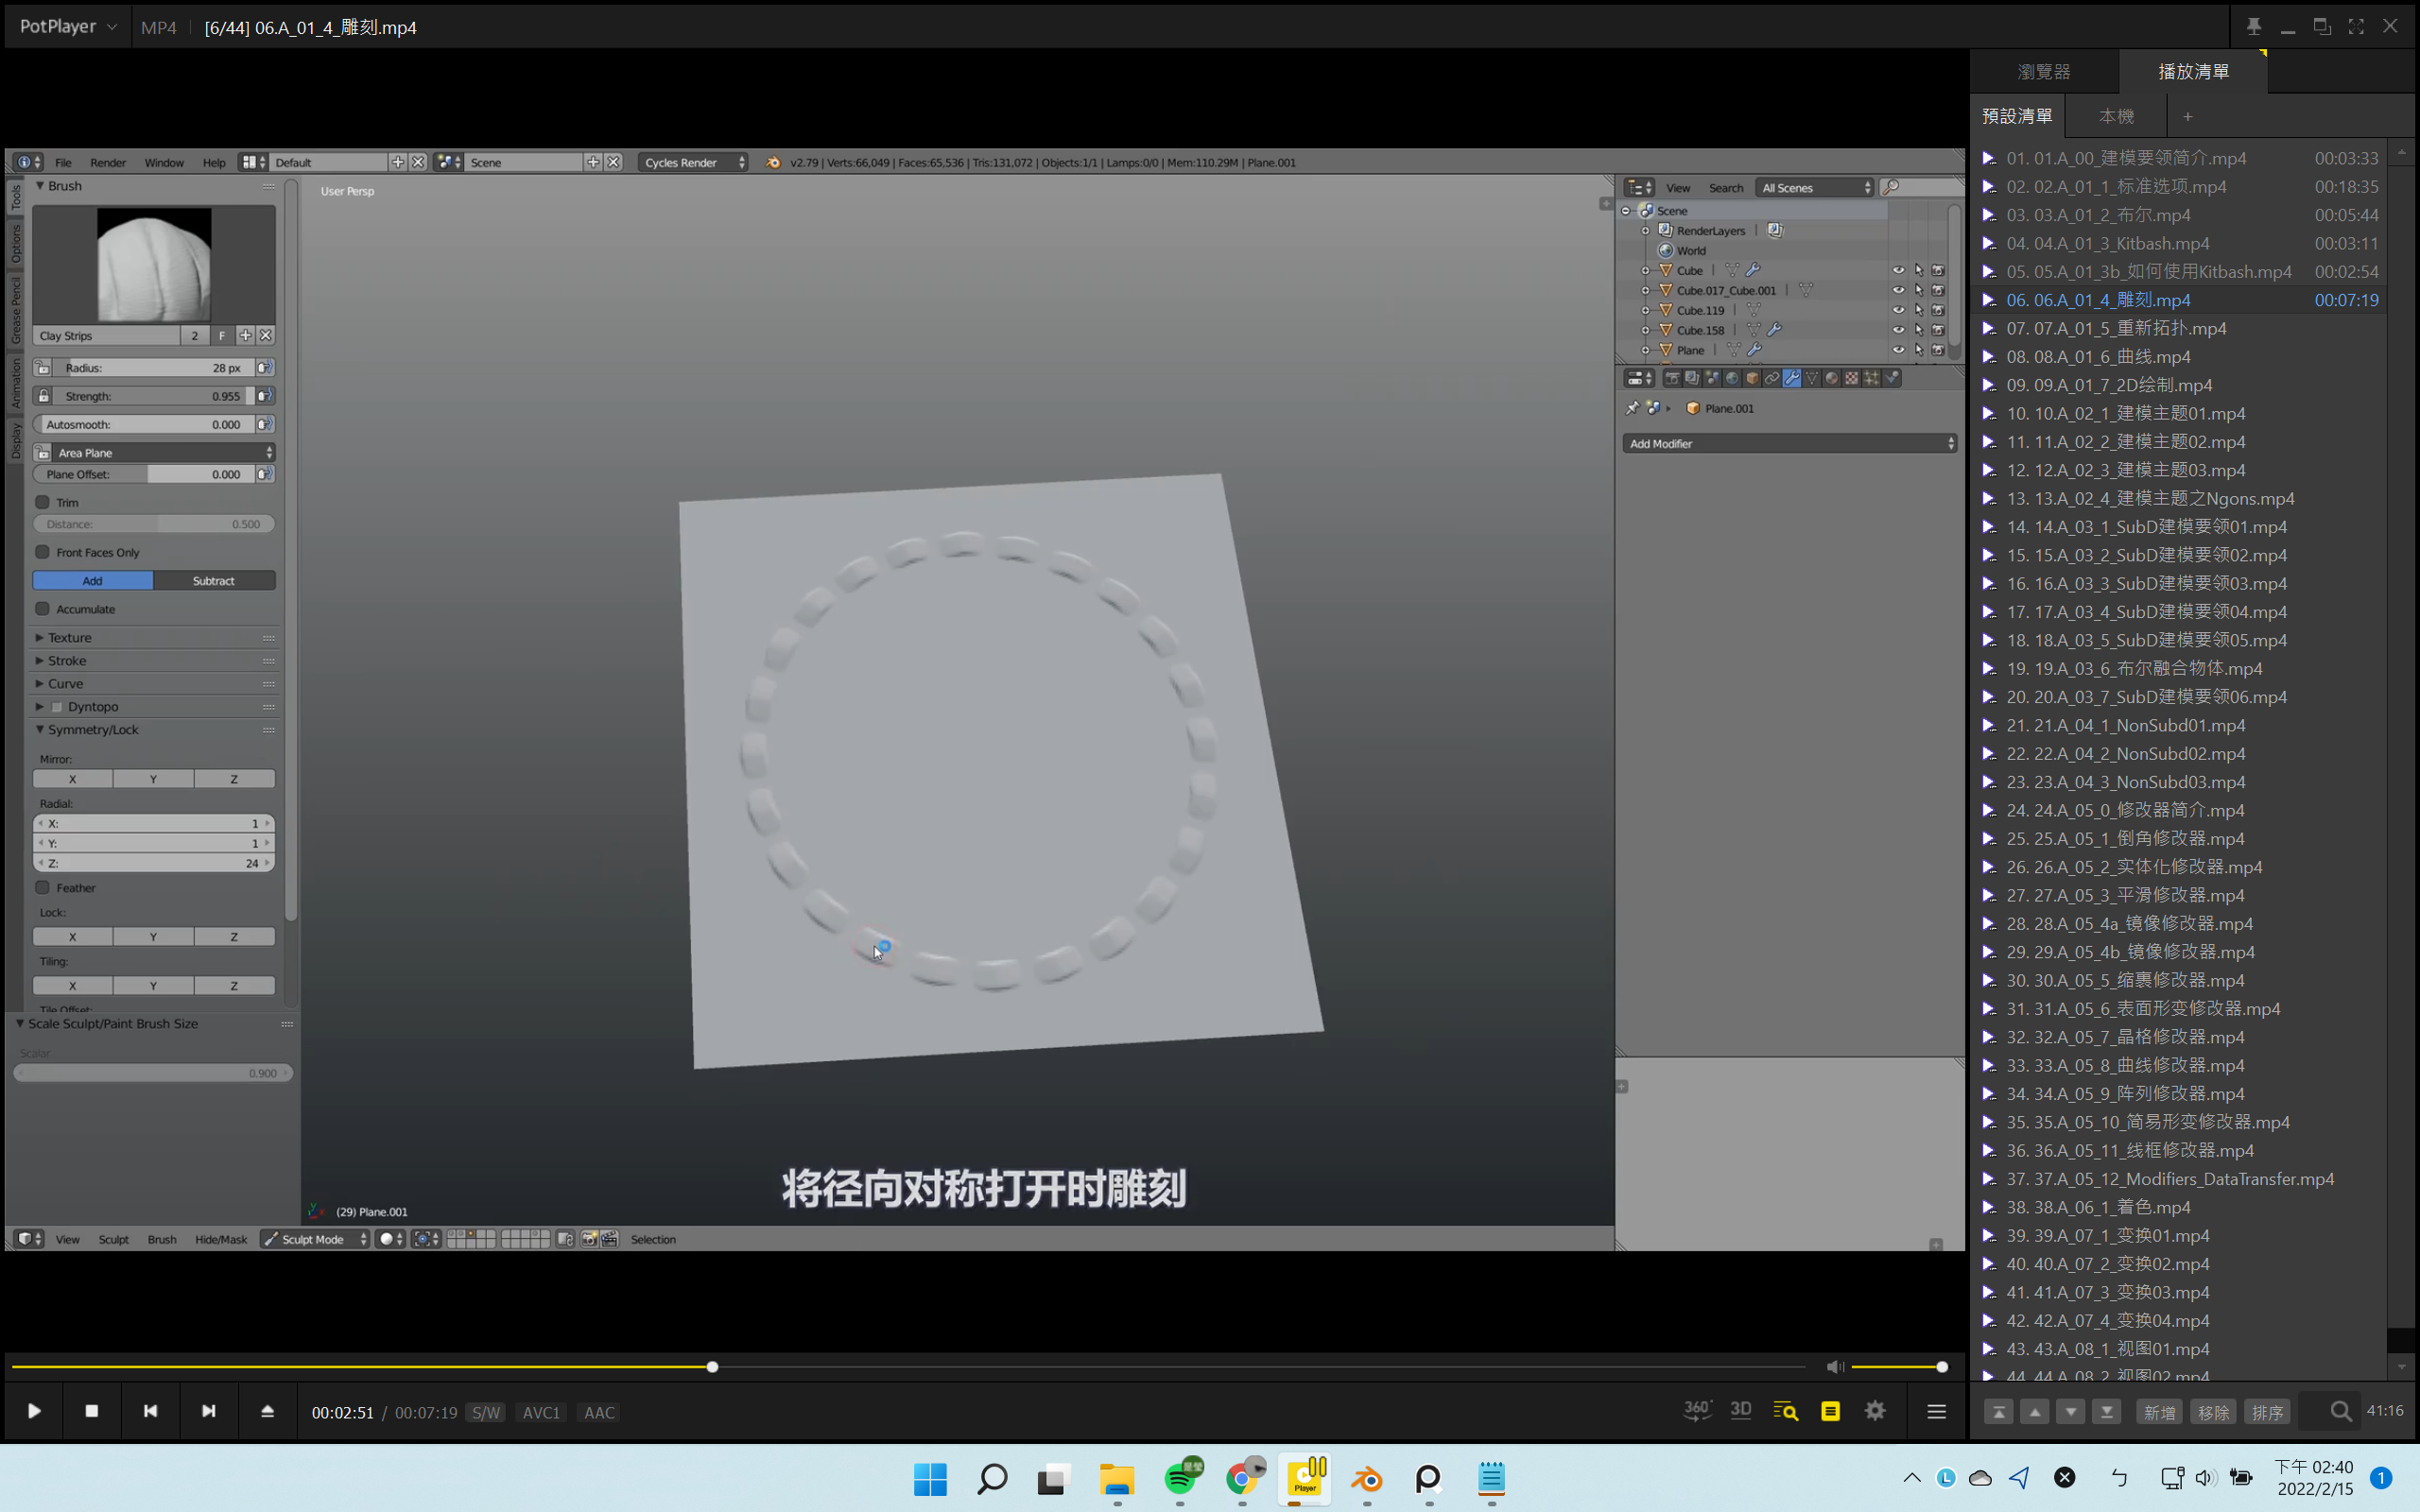 PotPlayer MP4 [6/44] 06.A_01_4_雕刻.mp4
File Render Window Help Default Scene Cycles Render v2.79 | Verts:66,049 | Faces:65,536 | Tris:131,072 | Objects:1/1 | Lamps:0/0 | Mem:110.29M | Plane.001
Tools
Options
Grease Pencil
Animation
Display
Brush
Clay Strips 2 F
Radius: 28 px
Strength: 0.955
Autosmooth: 0.000
Area Plane
Plane Offset: 0.000
Trim
Distance: 0.500
Front Faces Only
Add Subtract
Accumulate
Texture
Stroke
Curve
Dyntopo
Symmetry/Lock
Mirror:
X Y Z
Radial:
X: 1
Y: 1
Z: 24
Feather
Lock:
X Y Z
Tiling:
X Y Z
Tile Offset:
Scale Sculpt/Paint Brush Size
Scalar
0.900
User Persp
将径向对称打开时雕刻
(29) Plane.001
View Sculpt Brush Hide/Mask Sculpt Mode Selection
View Search All Scenes
Scene
RenderLayers
World
Cube
Cube.017_Cube.001
Cube.119
Cube.158
Plane
Plane.001
Add Modifier
瀏覽器 播放清單
預設清單 本機 +
01. 01.A_00_建模要领简介.mp4 00:03:33
02. 02.A_01_1_标准选项.mp4 00:18:35
03. 03.A_01_2_布尔.mp4 00:05:44
04. 04.A_01_3_Kitbash.mp4 00:03:11
05. 05.A_01_3b_如何使用Kitbash.mp4 00:02:54
06. 06.A_01_4_雕刻.mp4 00:07:19
07. 07.A_01_5_重新拓扑.mp4
08. 08.A_01_6_曲线.mp4
09. 09.A_01_7_2D绘制.mp4
10. 10.A_02_1_建模主题01.mp4
11. 11.A_02_2_建模主题02.mp4
12. 12.A_02_3_建模主题03.mp4
13. 13.A_02_4_建模主题之Ngons.mp4
14. 14.A_03_1_SubD建模要领01.mp4
15. 15.A_03_2_SubD建模要领02.mp4
16. 16.A_03_3_SubD建模要领03.mp4
17. 17.A_03_4_SubD建模要领04.mp4
18. 18.A_03_5_SubD建模要领05.mp4
19. 19.A_03_6_布尔融合物体.mp4
20. 20.A_03_7_SubD建模要领06.mp4
21. 21.A_04_1_NonSubd01.mp4
22. 22.A_04_2_NonSubd02.mp4
23. 23.A_04_3_NonSubd03.mp4
24. 24.A_05_0_修改器简介.mp4
25. 25.A_05_1_倒角修改器.mp4
26. 26.A_05_2_实体化修改器.mp4
27. 27.A_05_3_平滑修改器.mp4
28. 28.A_05_4a_镜像修改器.mp4
29. 29.A_05_4b_镜像修改器.mp4
30. 30.A_05_5_缩裹修改器.mp4
31. 31.A_05_6_表面形变修改器.mp4
32. 32.A_05_7_晶格修改器.mp4
33. 33.A_05_8_曲线修改器.mp4
34. 34.A_05_9_阵列修改器.mp4
35. 35.A_05_10_简易形变修改器.mp4
36. 36.A_05_11_线框修改器.mp4
37. 37.A_05_12_Modifiers_DataTransfer.mp4
38. 38.A_06_1_着色.mp4
39. 39.A_07_1_变换01.mp4
40. 40.A_07_2_变换02.mp4
41. 41.A_07_3_变换03.mp4
42. 42.A_07_4_变换04.mp4
43. 43.A_08_1_视图01.mp4
44. 44.A_08_2_视图02.mp4
00:02:51 / 00:07:19 S/W AVC1 AAC 360° 3D
新增 移除 排序 41:16
Player
ㄅ 下午 02:40
2022/2/15 1